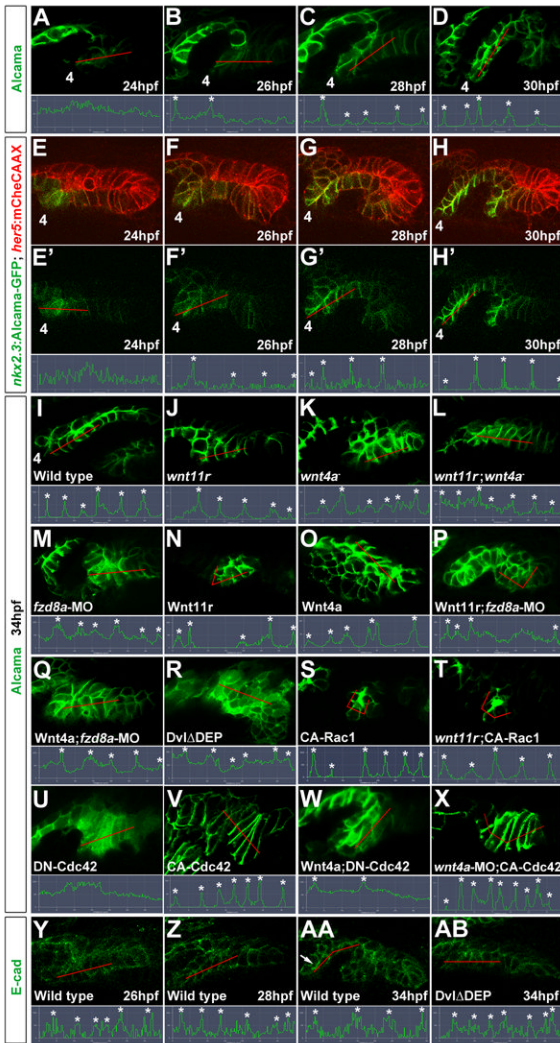 Alcama
A
4
24hpf
*
B
4
26hpf
* *
C
4
28hpf
* * * * *
D
4
30hpf
* * * * *
nkx2.3:Alcama-GFP; her5:mCheCAAX
E
4
24hpf
F
4
26hpf
G
4
28hpf
H
4
30hpf
E'
4
24hpf
F'
4
26hpf
* * * *
G'
4
28hpf
* * * * *
H'
4
30hpf
* * * * *
Alcama 34hpf
I
4
Wild type
J
wnt11r
K
wnt4a
L
wnt11r;wnt4a
M
fzd8a-MO
N
Wnt11r
O
Wnt4a
P
Wnt11r;fzd8a-MO
Q
Wnt4a;fzd8a-MO
R
DvlΔDEP
S
CA-Rac1
T
wnt11r;CA-Rac1
U
DN-Cdc42
V
CA-Cdc42
W
Wnt4a;DN-Cdc42
X
wnt4a-MO;CA-Cdc42
E-cad
Y
Wild type 26hpf
Z
Wild type 28hpf
AA
Wild type 34hpf
AB
DvlΔDEP 34hpf